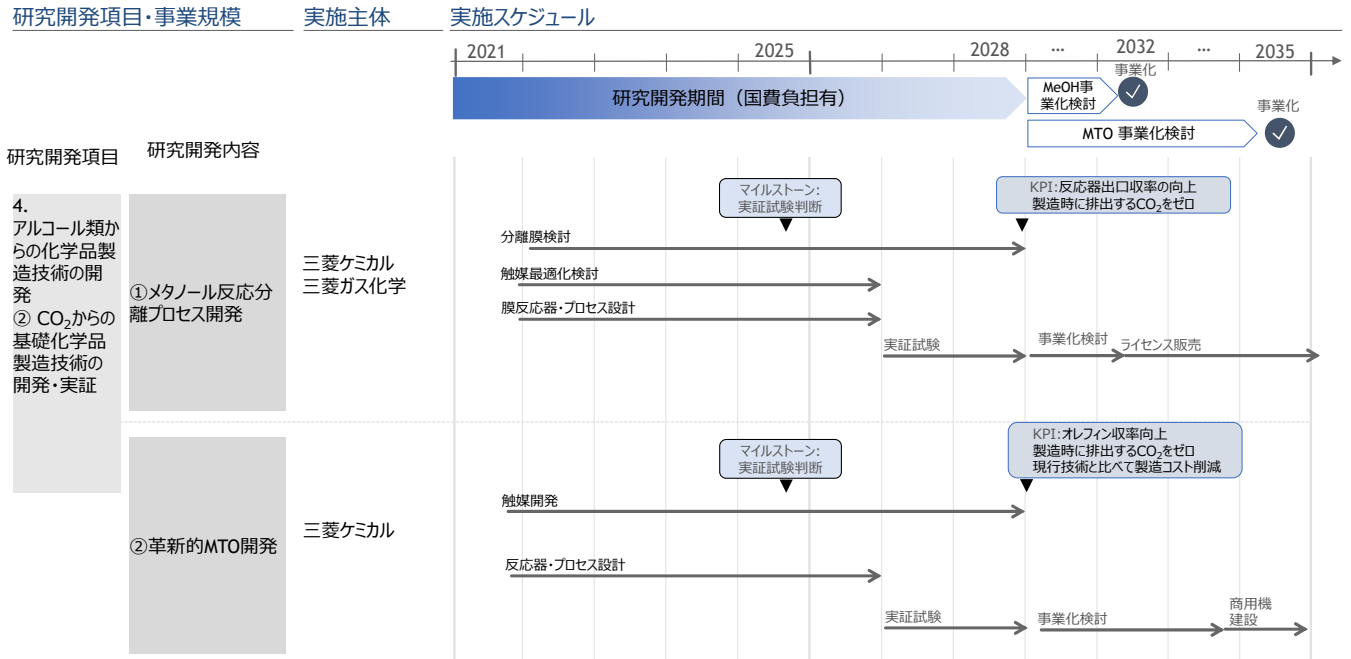 研究開発項目・事業規模
実施主体
実施スケジュール
2021
2025
2028
…
2032
…
2035
研究開発期間（国費負担有）
MeOH事
業化検討
事業化
MTO 事業化検討
事業化
研究開発項目
研究開発内容
4.
アルコール類か
らの化学品製
造技術の開
発
② CO₂からの
基礎化学品
製造技術の
開発・実証
①メタノール反応分
離プロセス開発
三菱ケミカル
三菱ガス化学
マイルストーン:
実証試験判断
KPI:反応器出口収率の向上
製造時に排出するCO₂をゼロ
分離膜検討
触媒最適化検討
膜反応器・プロセス設計
実証試験
事業化検討
ライセンス販売
②革新的MTO開発
三菱ケミカル
マイルストーン:
実証試験判断
KPI:オレフィン収率向上
製造時に排出するCO₂をゼロ
現行技術と比べて製造コスト削減
触媒開発
反応器・プロセス設計
実証試験
事業化検討
商用機
建設